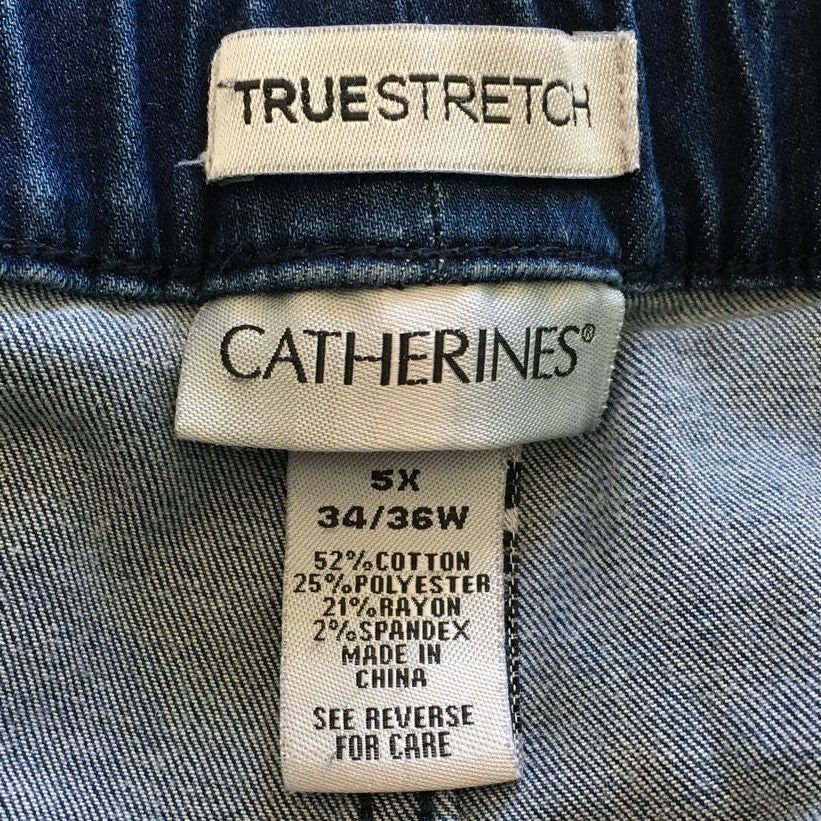 TRUESTRETCH
CATHERINES®
5X
34/36W
52%COTTON
25%POLYESTER
21%RAYON
2%SPANDEX
MADE IN
CHINA
SEE REVERSE
FOR CARE